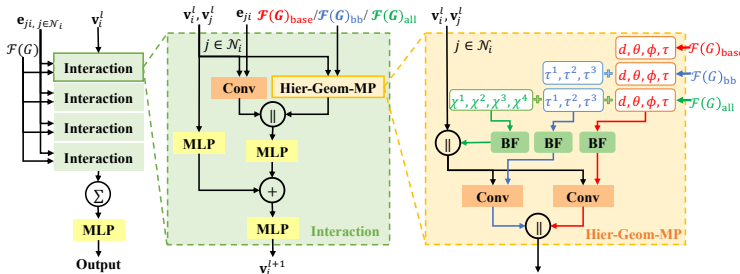 𝐞_{ji, j∈𝒩_i}
𝐯_i^l
ℱ(G)
Interaction
Interaction
Interaction
Interaction
Σ
MLP
Output
𝐯_i^l, 𝐯_j^l
𝐞_{ji}
ℱ(G)_base/ℱ(G)_bb/ℱ(G)_all
j ∈ 𝒩_i
Conv
Hier-Geom-MP
||
MLP
MLP
+
MLP
Interaction
𝐯_i^{l+1}
𝐯_i^l, 𝐯_j^l
j ∈ 𝒩_i
d, θ, ϕ, τ
ℱ(G)_base
τ^1, τ^2, τ^3 + d, θ, ϕ, τ
ℱ(G)_bb
χ^1, χ^2, χ^3, χ^4 + τ^1, τ^2, τ^3 + d, θ, ϕ, τ
ℱ(G)_all
||
BF
BF
BF
Conv
Conv
||
Hier-Geom-MP